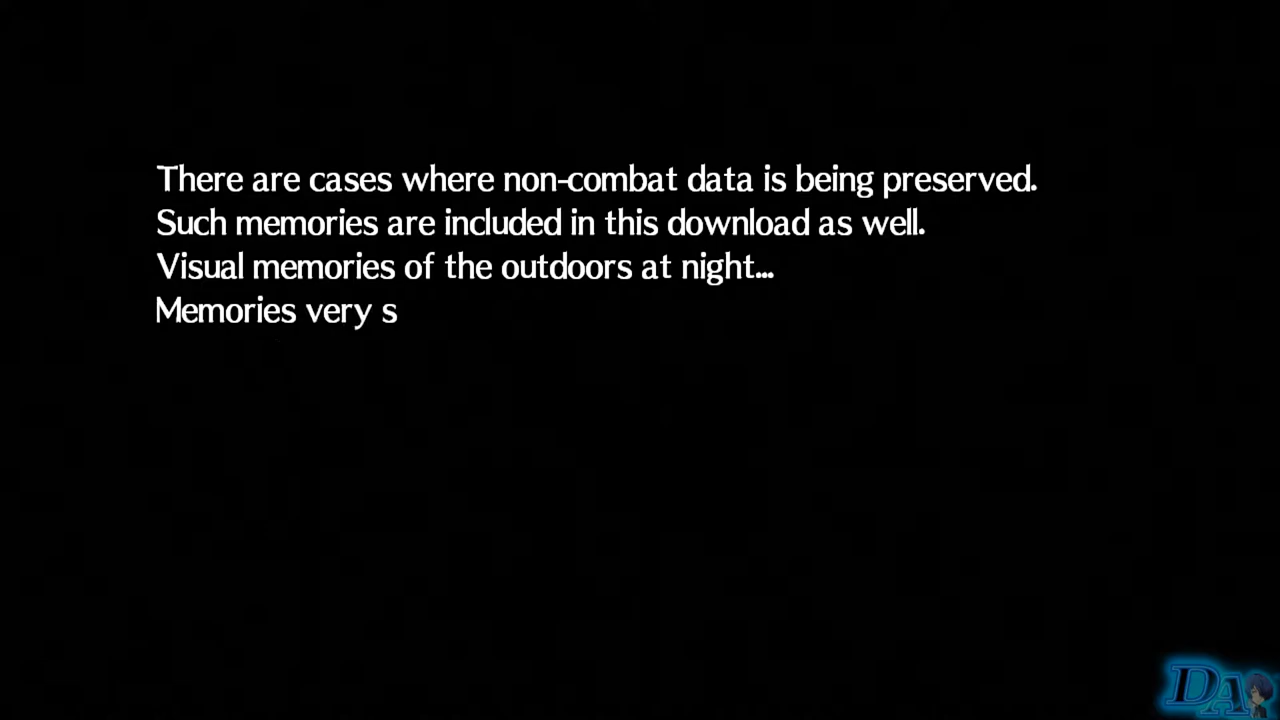 There are cases where non-combat data is being preserved.
Such memories are included in this download as well.
Visual memories of the outdoors at night...
Memories very s
DA